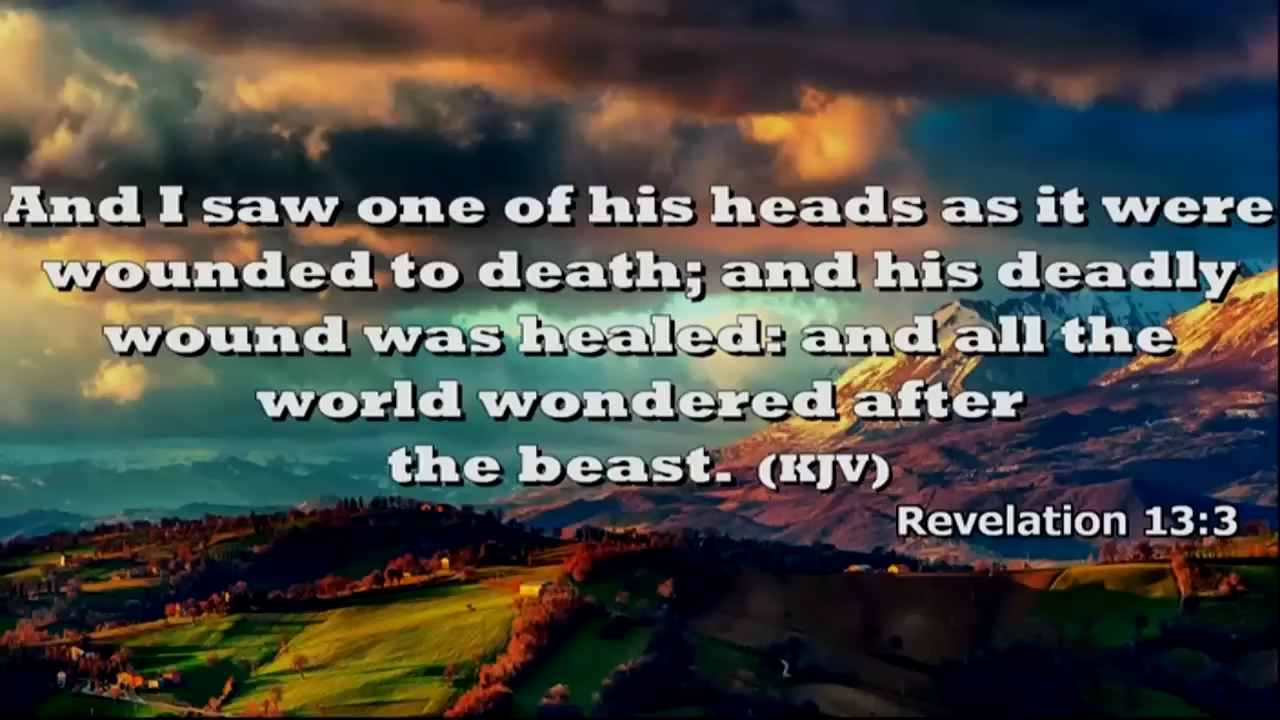 And I saw one of his heads as it were
wounded to death; and his deadly
wound was healed: and all the
world wondered after
the beast. (KJV)
Revelation 13:3